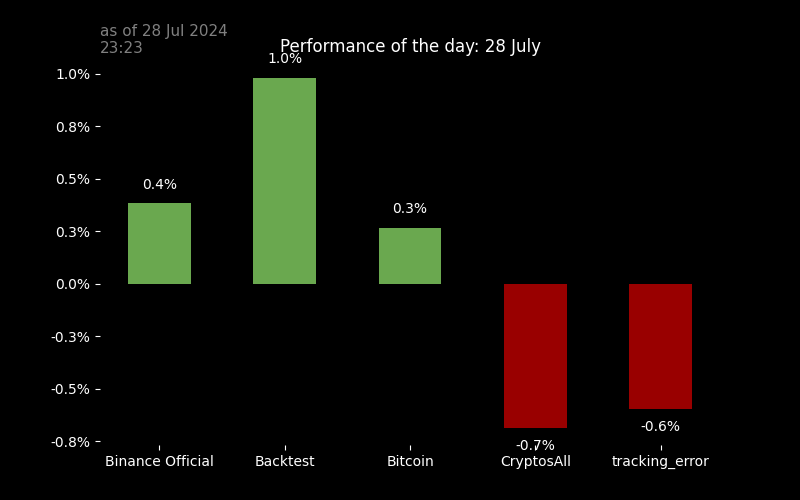 as of 28 Jul 2024
23:23
Performance of the day: 28 July
1.0%
1.0%
0.8%
0.5%
0.4%
0.3%
0.3%
0.0%
-0.3%
-0.5%
-0.6%
-0.8%
-0.7%
Binance Official
Backtest
Bitcoin
CryptosAll
tracking_error